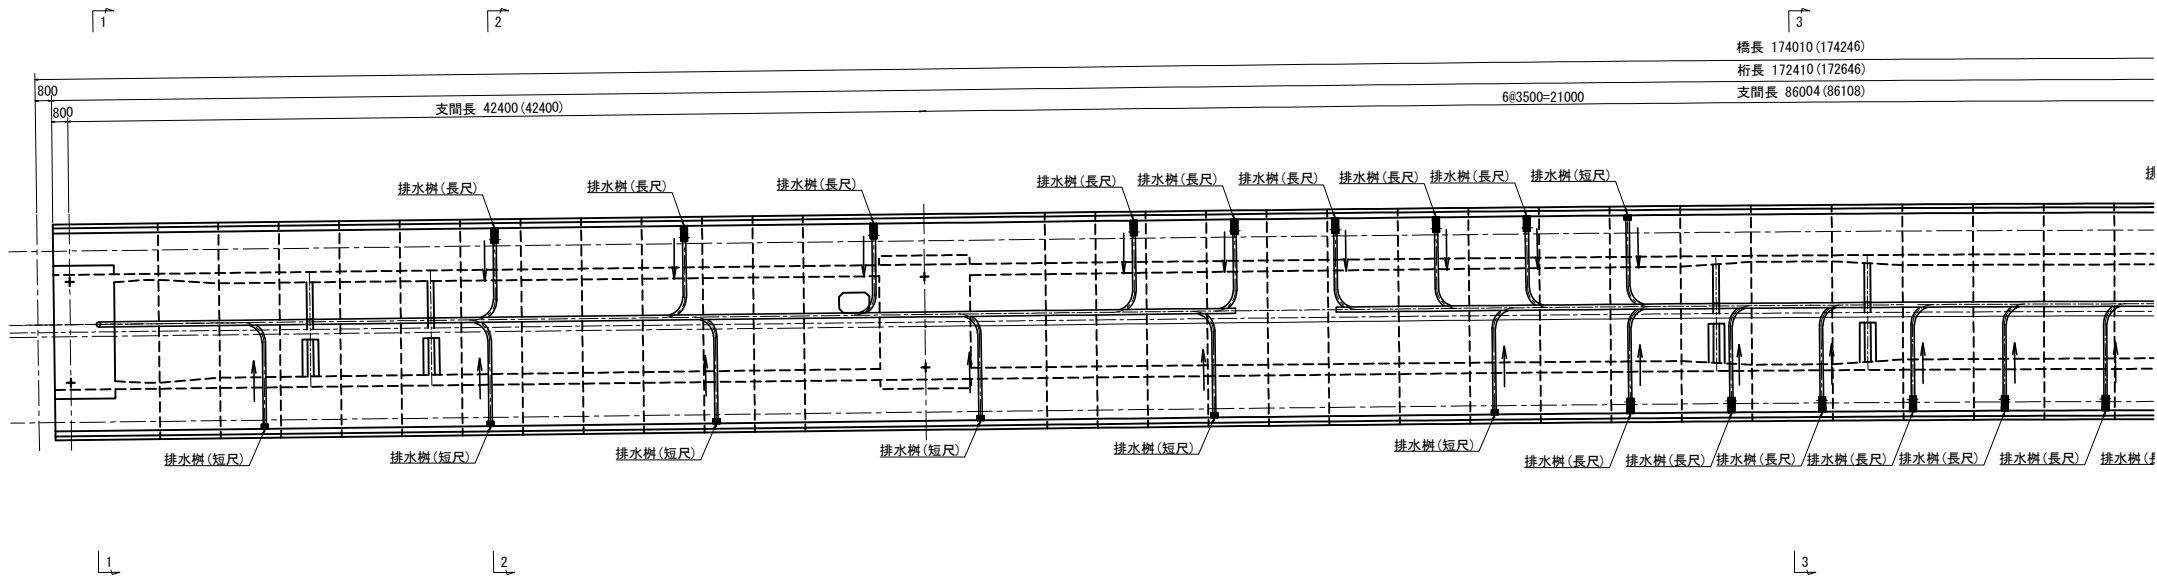 1
2
3
橋長 174010(174246)
桁長 172410(172646)
800
支間長 42400(42400)
6@3500=21000
支間長 86004(86108)
800
排水桝(長尺)
排水桝(長尺)
排水桝(長尺)
排水桝(長尺)
排水桝(長尺)
排水桝(長尺)
排水桝(長尺)
排水桝(長尺)
排水桝(短尺)
排水桝(短尺)
排水桝(短尺)
排水桝(短尺)
排水桝(短尺)
排水桝(短尺)
排水桝(短尺)
排水桝(長尺)
排水桝(長尺)
排水桝(長尺)
排水桝(長尺)
排水桝(長尺)
排水桝(長尺)
排水桝(長
1
2
3